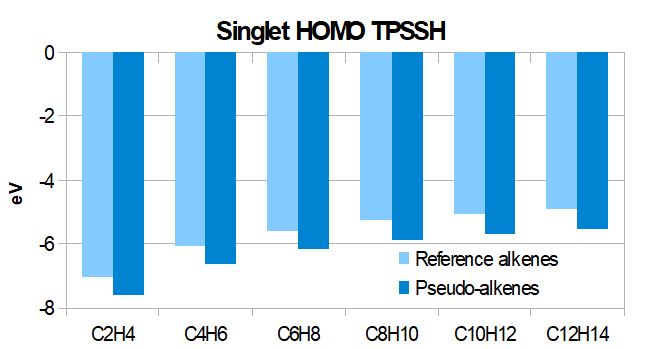 Singlet HOMO TPSSH
0
-2
-4
-6
-8
eV
Reference alkenes
Pseudo-alkenes
C2H4 C4H6 C6H8 C8H10 C10H12 C12H14